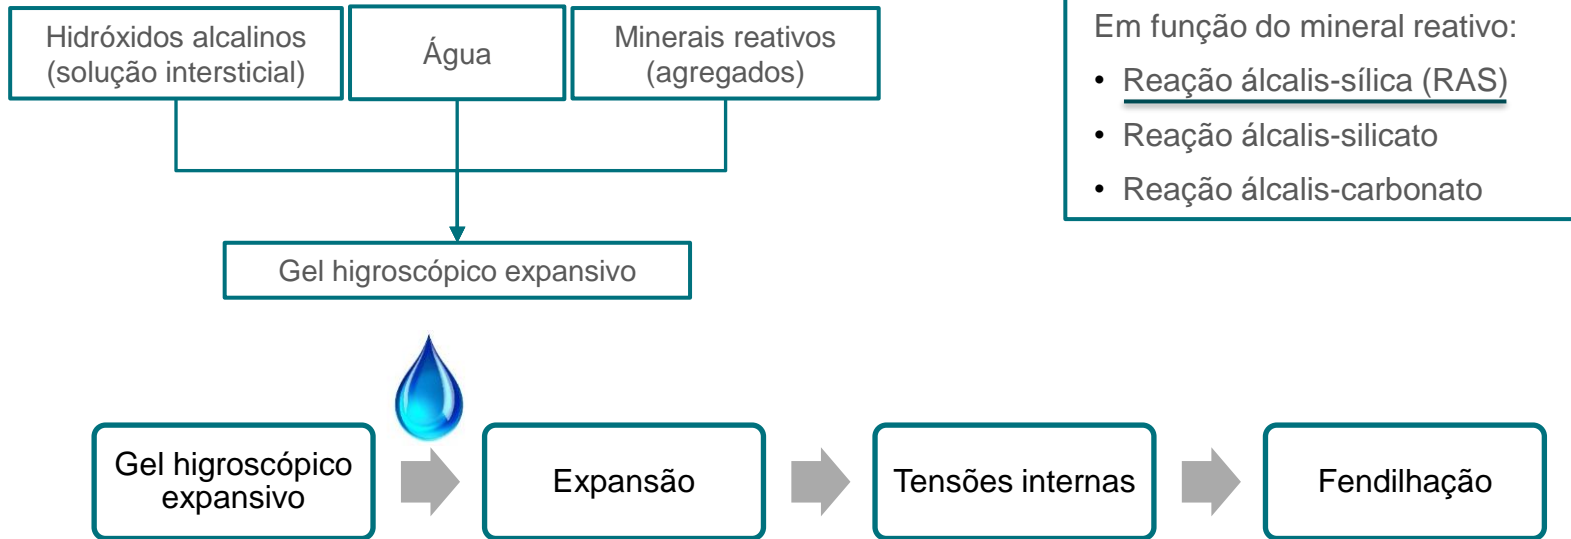 Hidróxidos alcalinos
(solução intersticial)
Água
Minerais reativos
(agregados)
Gel higroscópico expansivo
Em função do mineral reativo:
• Reação álcalis-sílica (RAS)
• Reação álcalis-silicato
• Reação álcalis-carbonato
Gel higroscópico
expansivo
Expansão
Tensões internas
Fendilhação